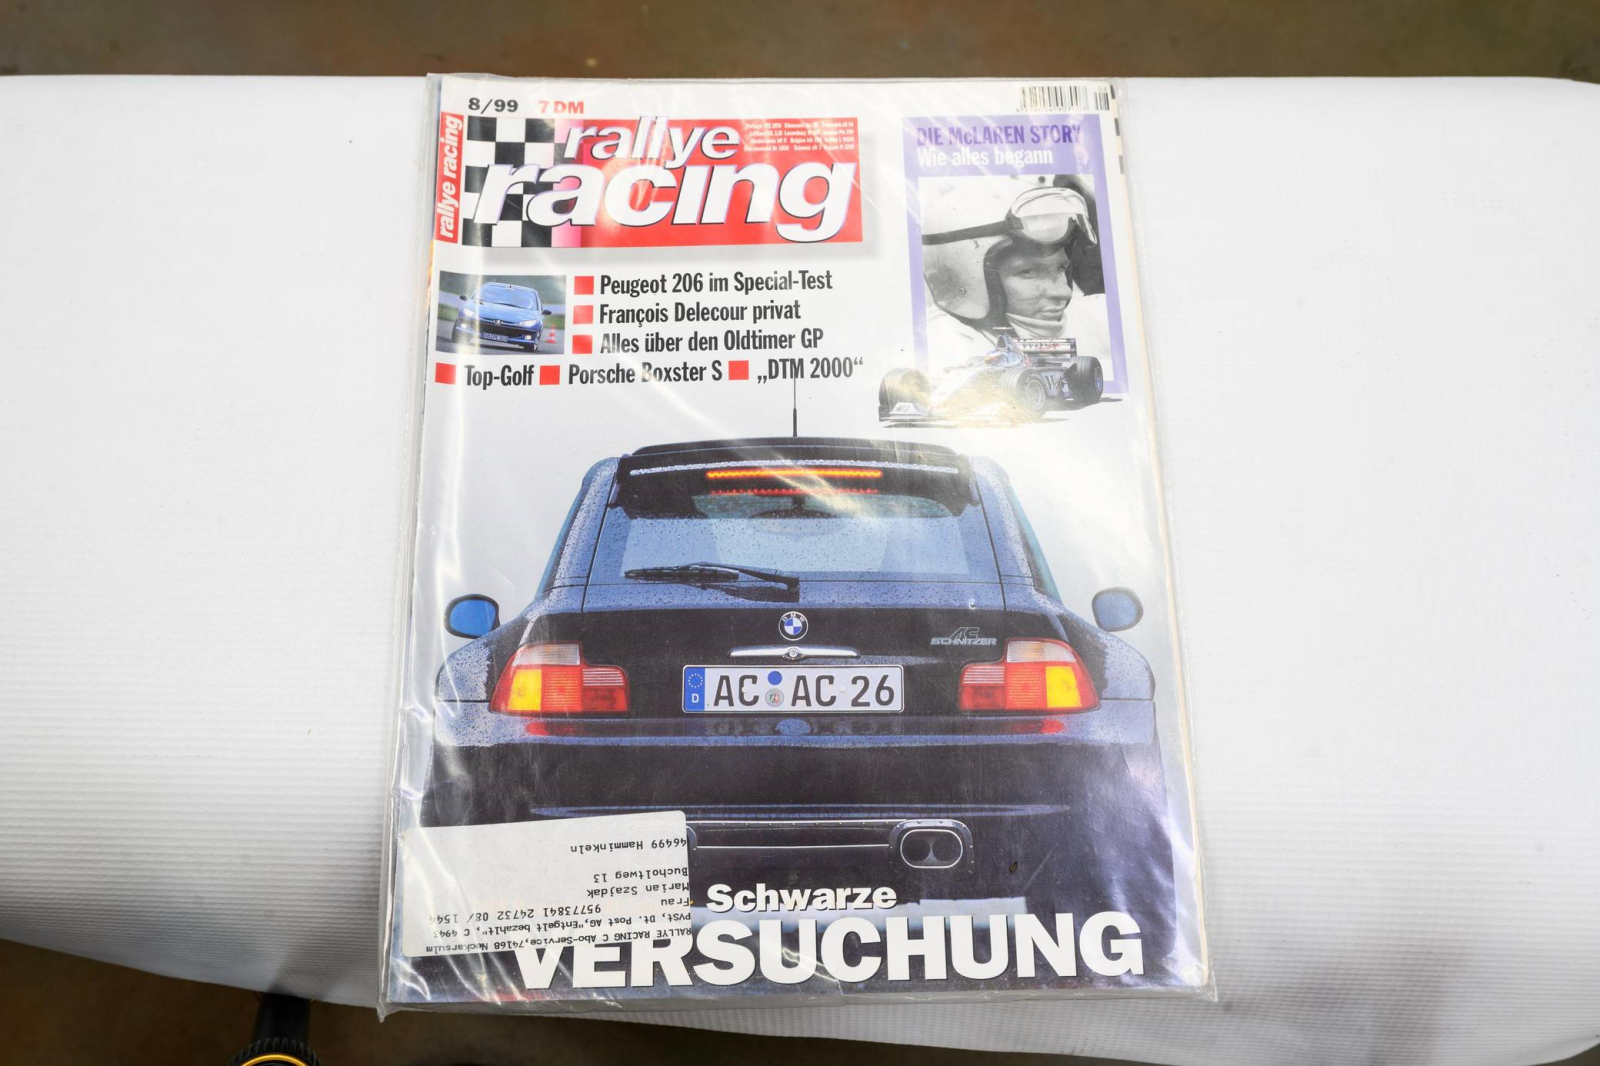 8/99 7 DM
rallye racing
rallye
racing
DIE McLAREN STORY
Wie alles begann
Peugeot 206 im Special-Test
François Delecour privat
Alles über den Oldtimer GP
Top-Golf Porsche Boxster S „DTM 2000“
West
BMW
AC
SCHNITZER
D AC AC 26
Schwarze
VERSUCHUNG
RALLYE RACING C Abo-Service,74168 Neckarsulm
PVSt, Dt. Post AG,"Entgelt bezahlt", C 4943
Frau 95773841 24732 08/ 1544
Marian Szajdak
Bucholtweg 13
46499 Hamminkeln